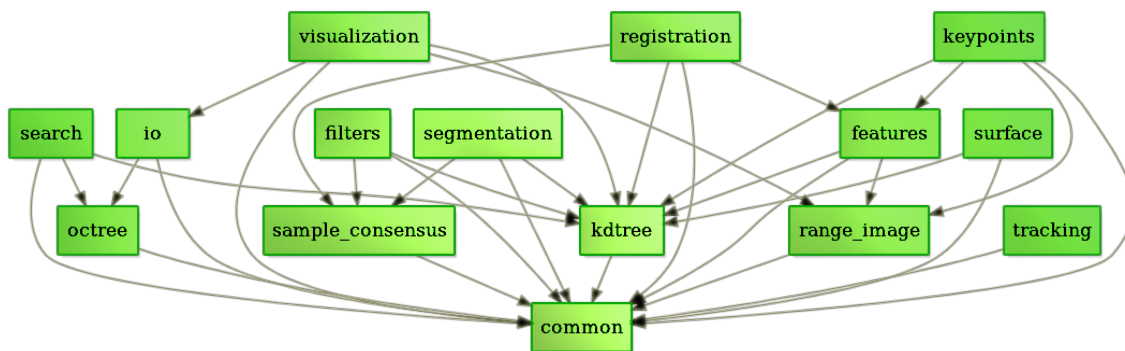 visualization
registration
keypoints
search
io
filters
segmentation
features
surface
octree
sample_consensus
kdtree
range_image
tracking
common